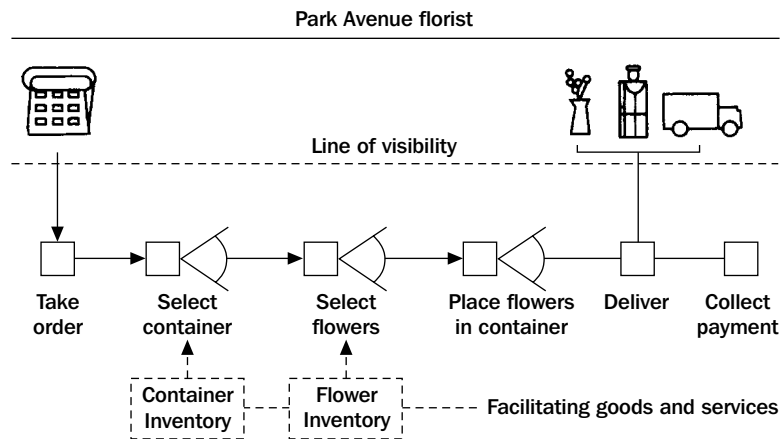 Park Avenue florist
Line of visibility
Take
order
Select
container
Select
flowers
Place flowers
in container
Deliver
Collect
payment
Container
Inventory
Flower
Inventory
Facilitating goods and services